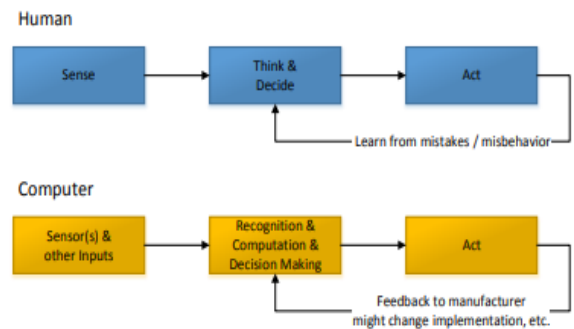 Human
Sense
Think &
Decide
Act
Learn from mistakes / misbehavior
Computer
Sensor(s) &
other Inputs
Recognition &
Computation &
Decision Making
Act
Feedback to manufacturer
might change implementation, etc.